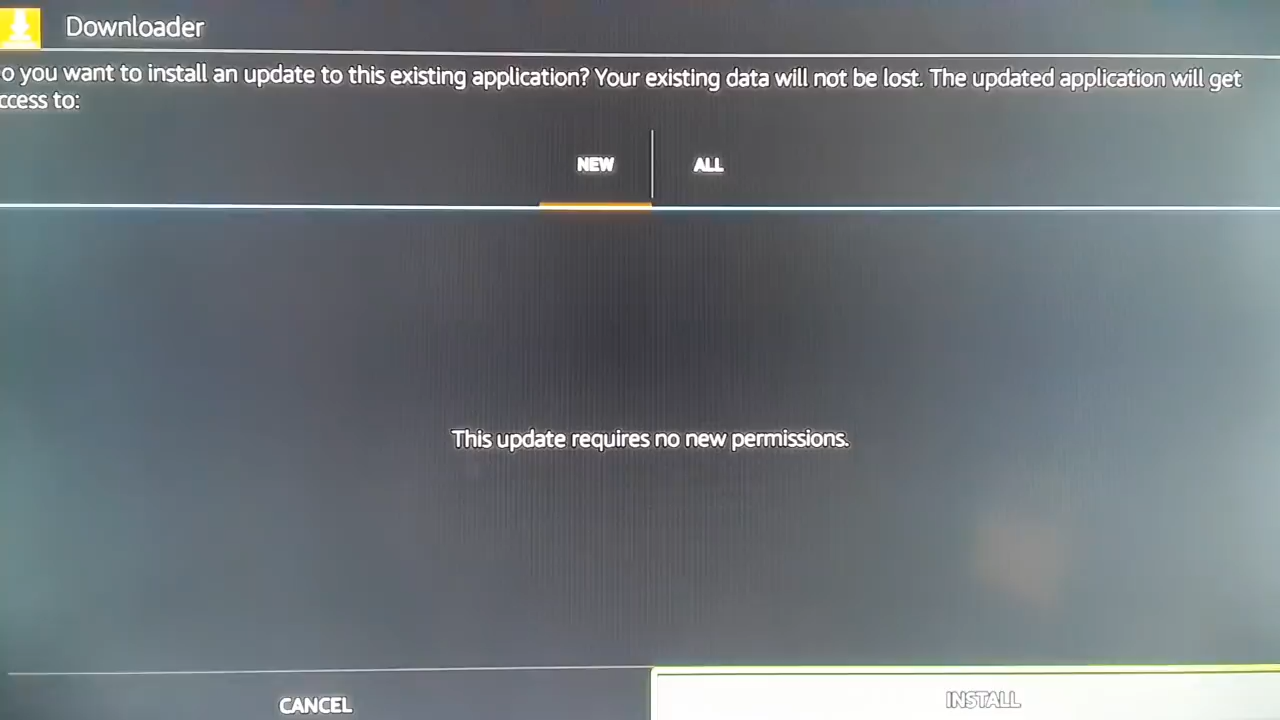 Downloader
o you want to install an update to this existing application? Your existing data will not be lost. The updated application will get
ccess to:
NEW
ALL
This update requires no new permissions.
CANCEL
INSTALL